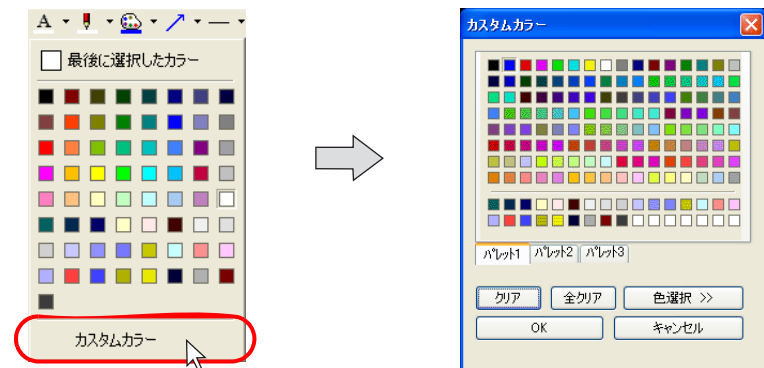 A
最後に選択したカラー
カスタムカラー
カスタムカラー
パレット1 パレット2 パレット3
クリア 全クリア 色選択 >>
OK キャンセル